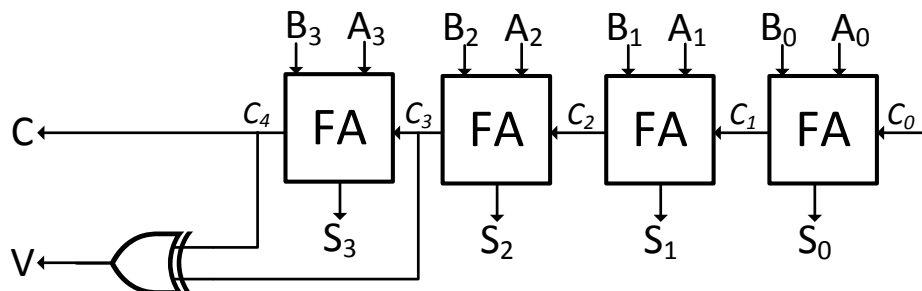 B₃ A₃ B₂ A₂ B₁ A₁ B₀ A₀
C C₄ FA C₃ FA C₂ FA C₁ FA C₀
S₃ S₂ S₁ S₀
V